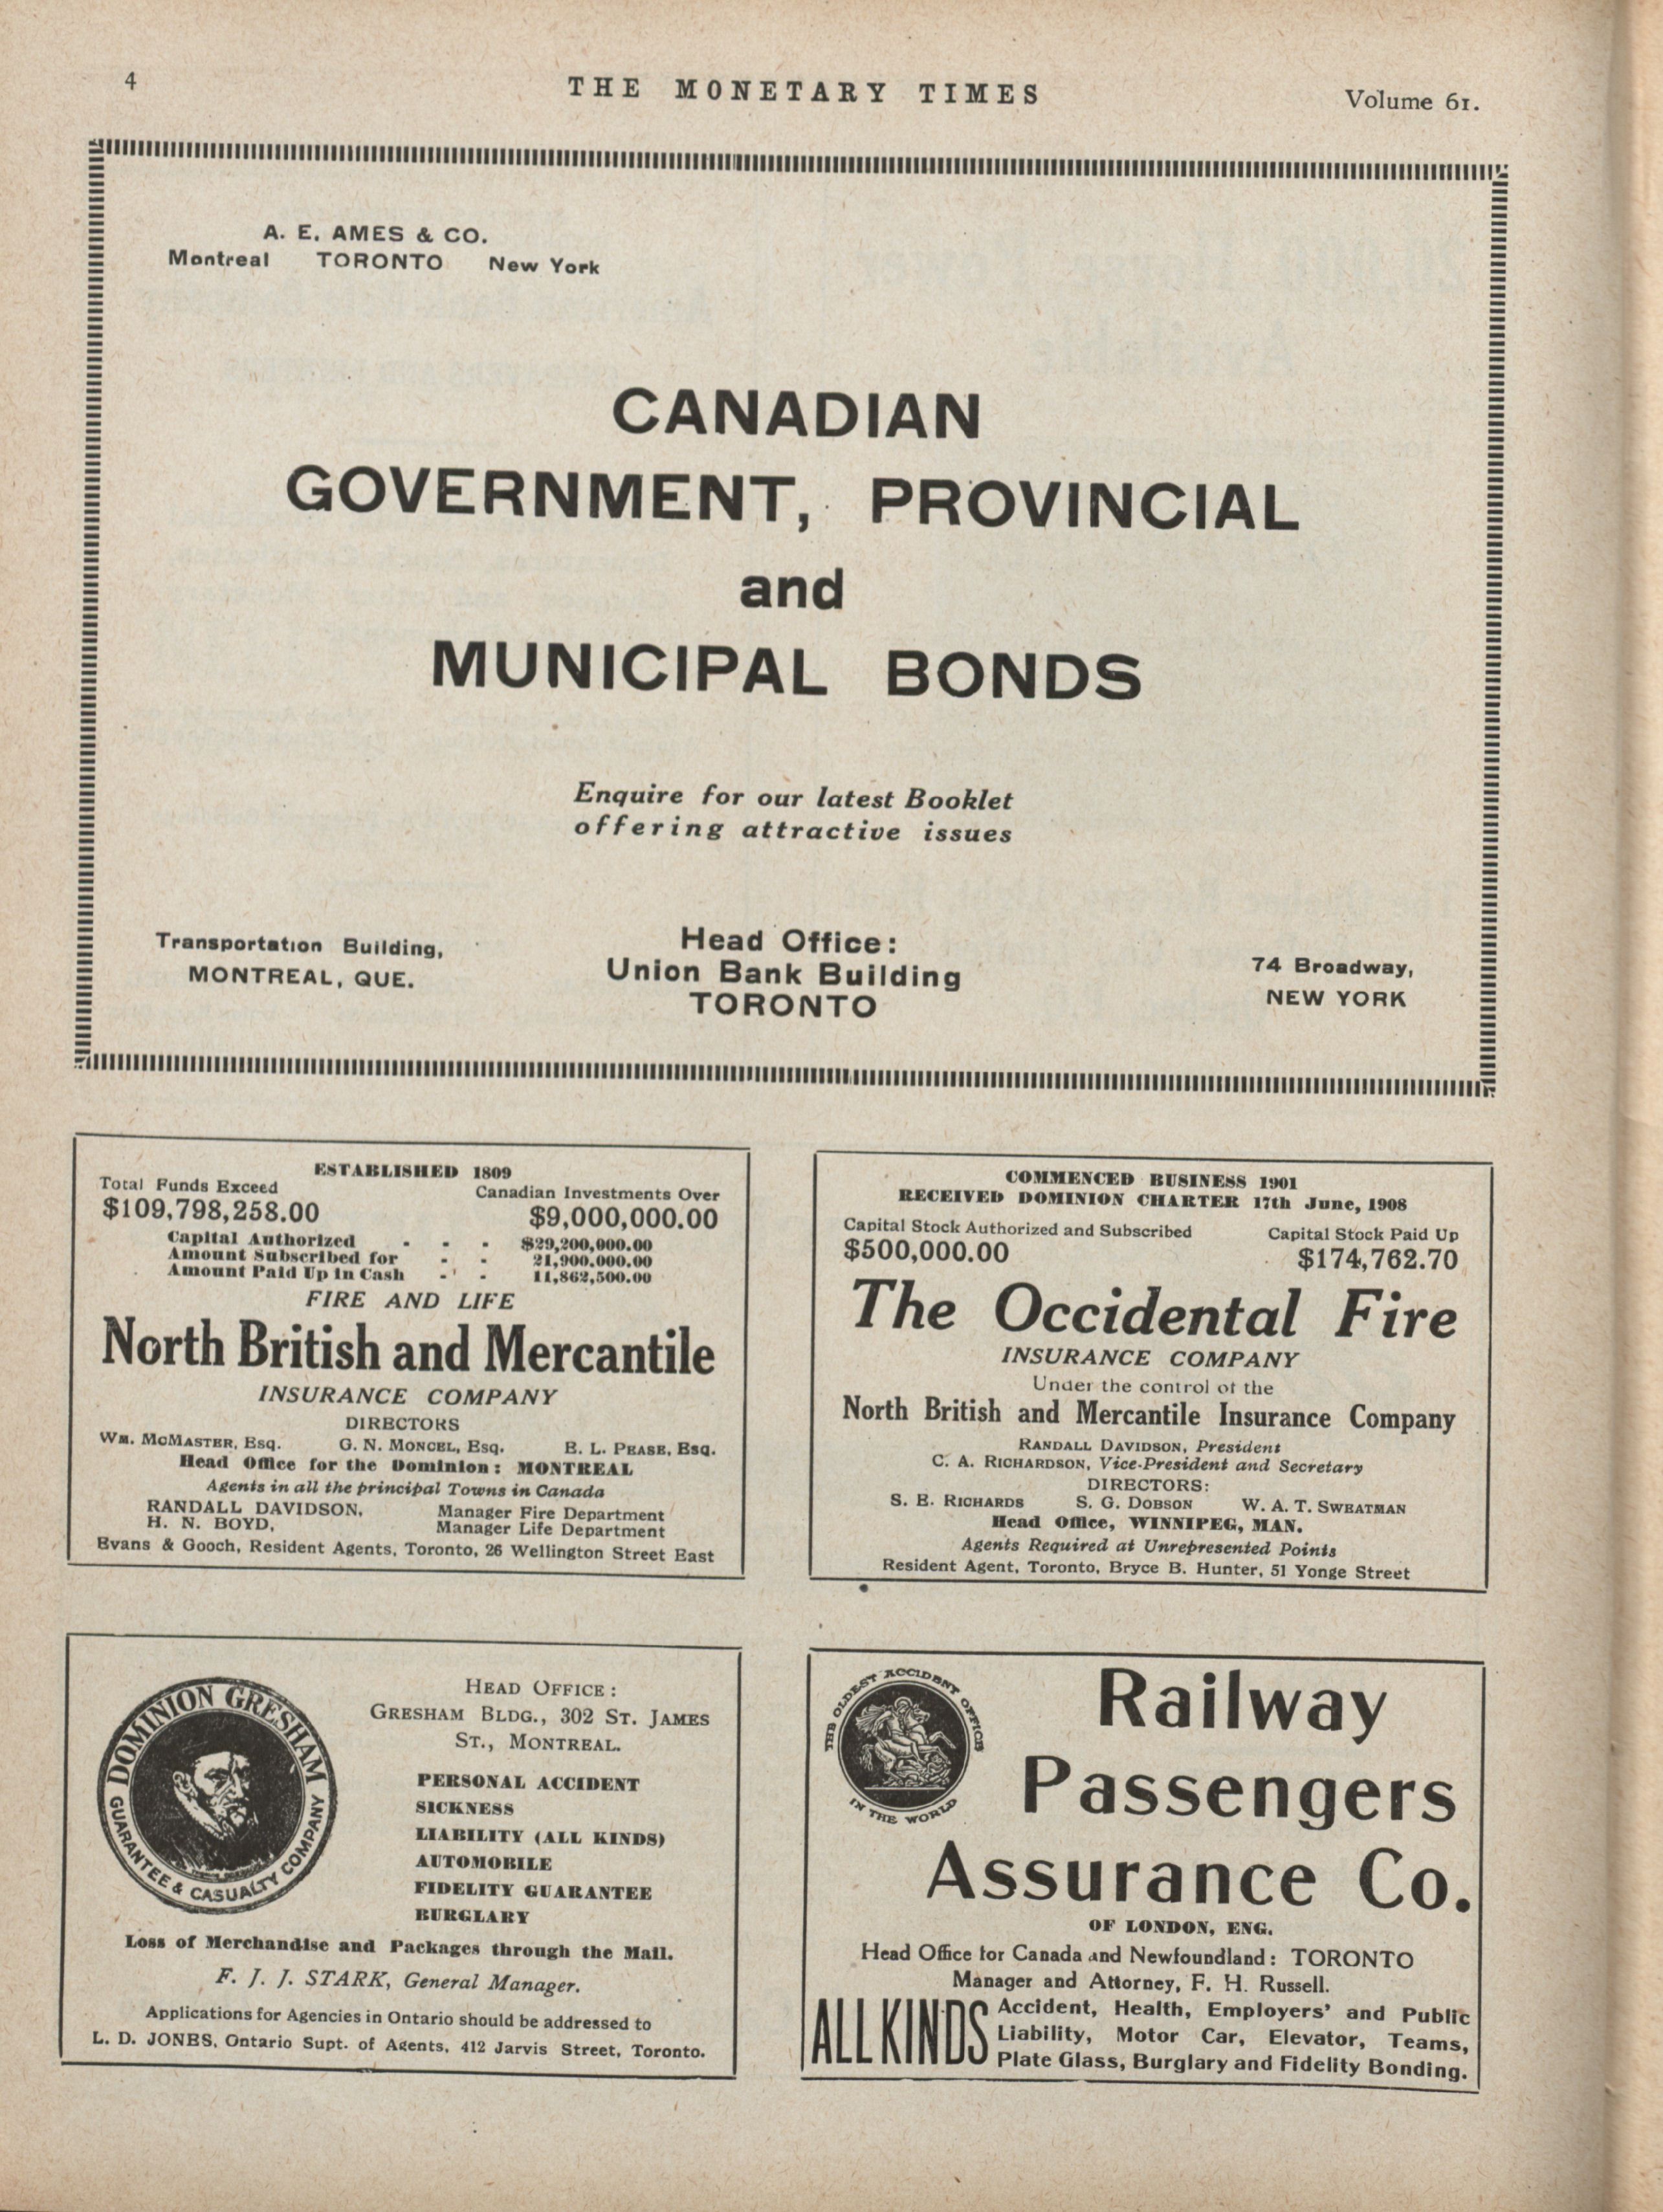 4
THE MONETARY TIMES
Volume 61.
A. E. AMES & CO.
Montreal TORONTO New York
CANADIAN
GOVERNMENT, PROVINCIAL
and
MUNICIPAL BONDS
Enquire for our latest Booklet
offering attractive issues
Transportation Building,
MONTREAL, QUE.
Head Office:
Union Bank Building
TORONTO
74 Broadway,
NEW YORK
ESTABLISHED 1809
Total Funds Exceed
Canadian Investments Over
$109,798,258.00
$9,000,000.00
Capital Authorized - - - $29,200,000.00
Amount Subscribed for - - 21,900.000.00
Amount Paid Up in Cash - - 11,862,500.00
FIRE AND LIFE
North British and Mercantile
INSURANCE COMPANY
DIRECTORS
WM. MCMASTER, Esq. G. N. MONCEL, Esq. B. L. PEASE, Esq.
Head Office for the Dominion: MONTREAL
Agents in all the principal Towns in Canada
RANDALL DAVIDSON, Manager Fire Department
H. N. BOYD, Manager Life Department
Evans & Gooch, Resident Agents, Toronto, 26 Wellington Street East
COMMENCED BUSINESS 1901
RECEIVED DOMINION CHARTER 17th June, 1908
Capital Stock Authorized and Subscribed Capital Stock Paid Up
$500,000.00 $174,762.70
The Occidental Fire
INSURANCE COMPANY
Under the control of the
North British and Mercantile Insurance Company
RANDALL DAVIDSON, President
C. A. RICHARDSON, Vice-President and Secretary
DIRECTORS:
S. E. RICHARDS S. G. DOBSON W. A. T. SWEATMAN
Head Office, WINNIPEG, MAN.
Agents Required at Unrepresented Points
Resident Agent, Toronto, Bryce B. Hunter, 51 Yonge Street
DOMINION GRESHAM
GUARANTEE & CASUALTY COMPANY
HEAD OFFICE:
GRESHAM BLDG., 302 ST. JAMES
ST., MONTREAL.
PERSONAL ACCIDENT
SICKNESS
LIABILITY (ALL KINDS)
AUTOMOBILE
FIDELITY GUARANTEE
BURGLARY
Loss of Merchandise and Packages through the Mail.
F. J. J. STARK, General Manager.
Applications for Agencies in Ontario should be addressed to
L. D. JONES, Ontario Supt. of Agents, 412 Jarvis Street, Toronto.
THE OLDEST ACCIDENT OFFICE
IN THE WORLD
Railway
Passengers
Assurance Co.
OF LONDON, ENG.
Head Office for Canada and Newfoundland: TORONTO
Manager and Attorney, F. H. Russell.
ALL KINDS
Accident, Health, Employers' and Public
Liability, Motor Car, Elevator, Teams,
Plate Glass, Burglary and Fidelity Bonding.